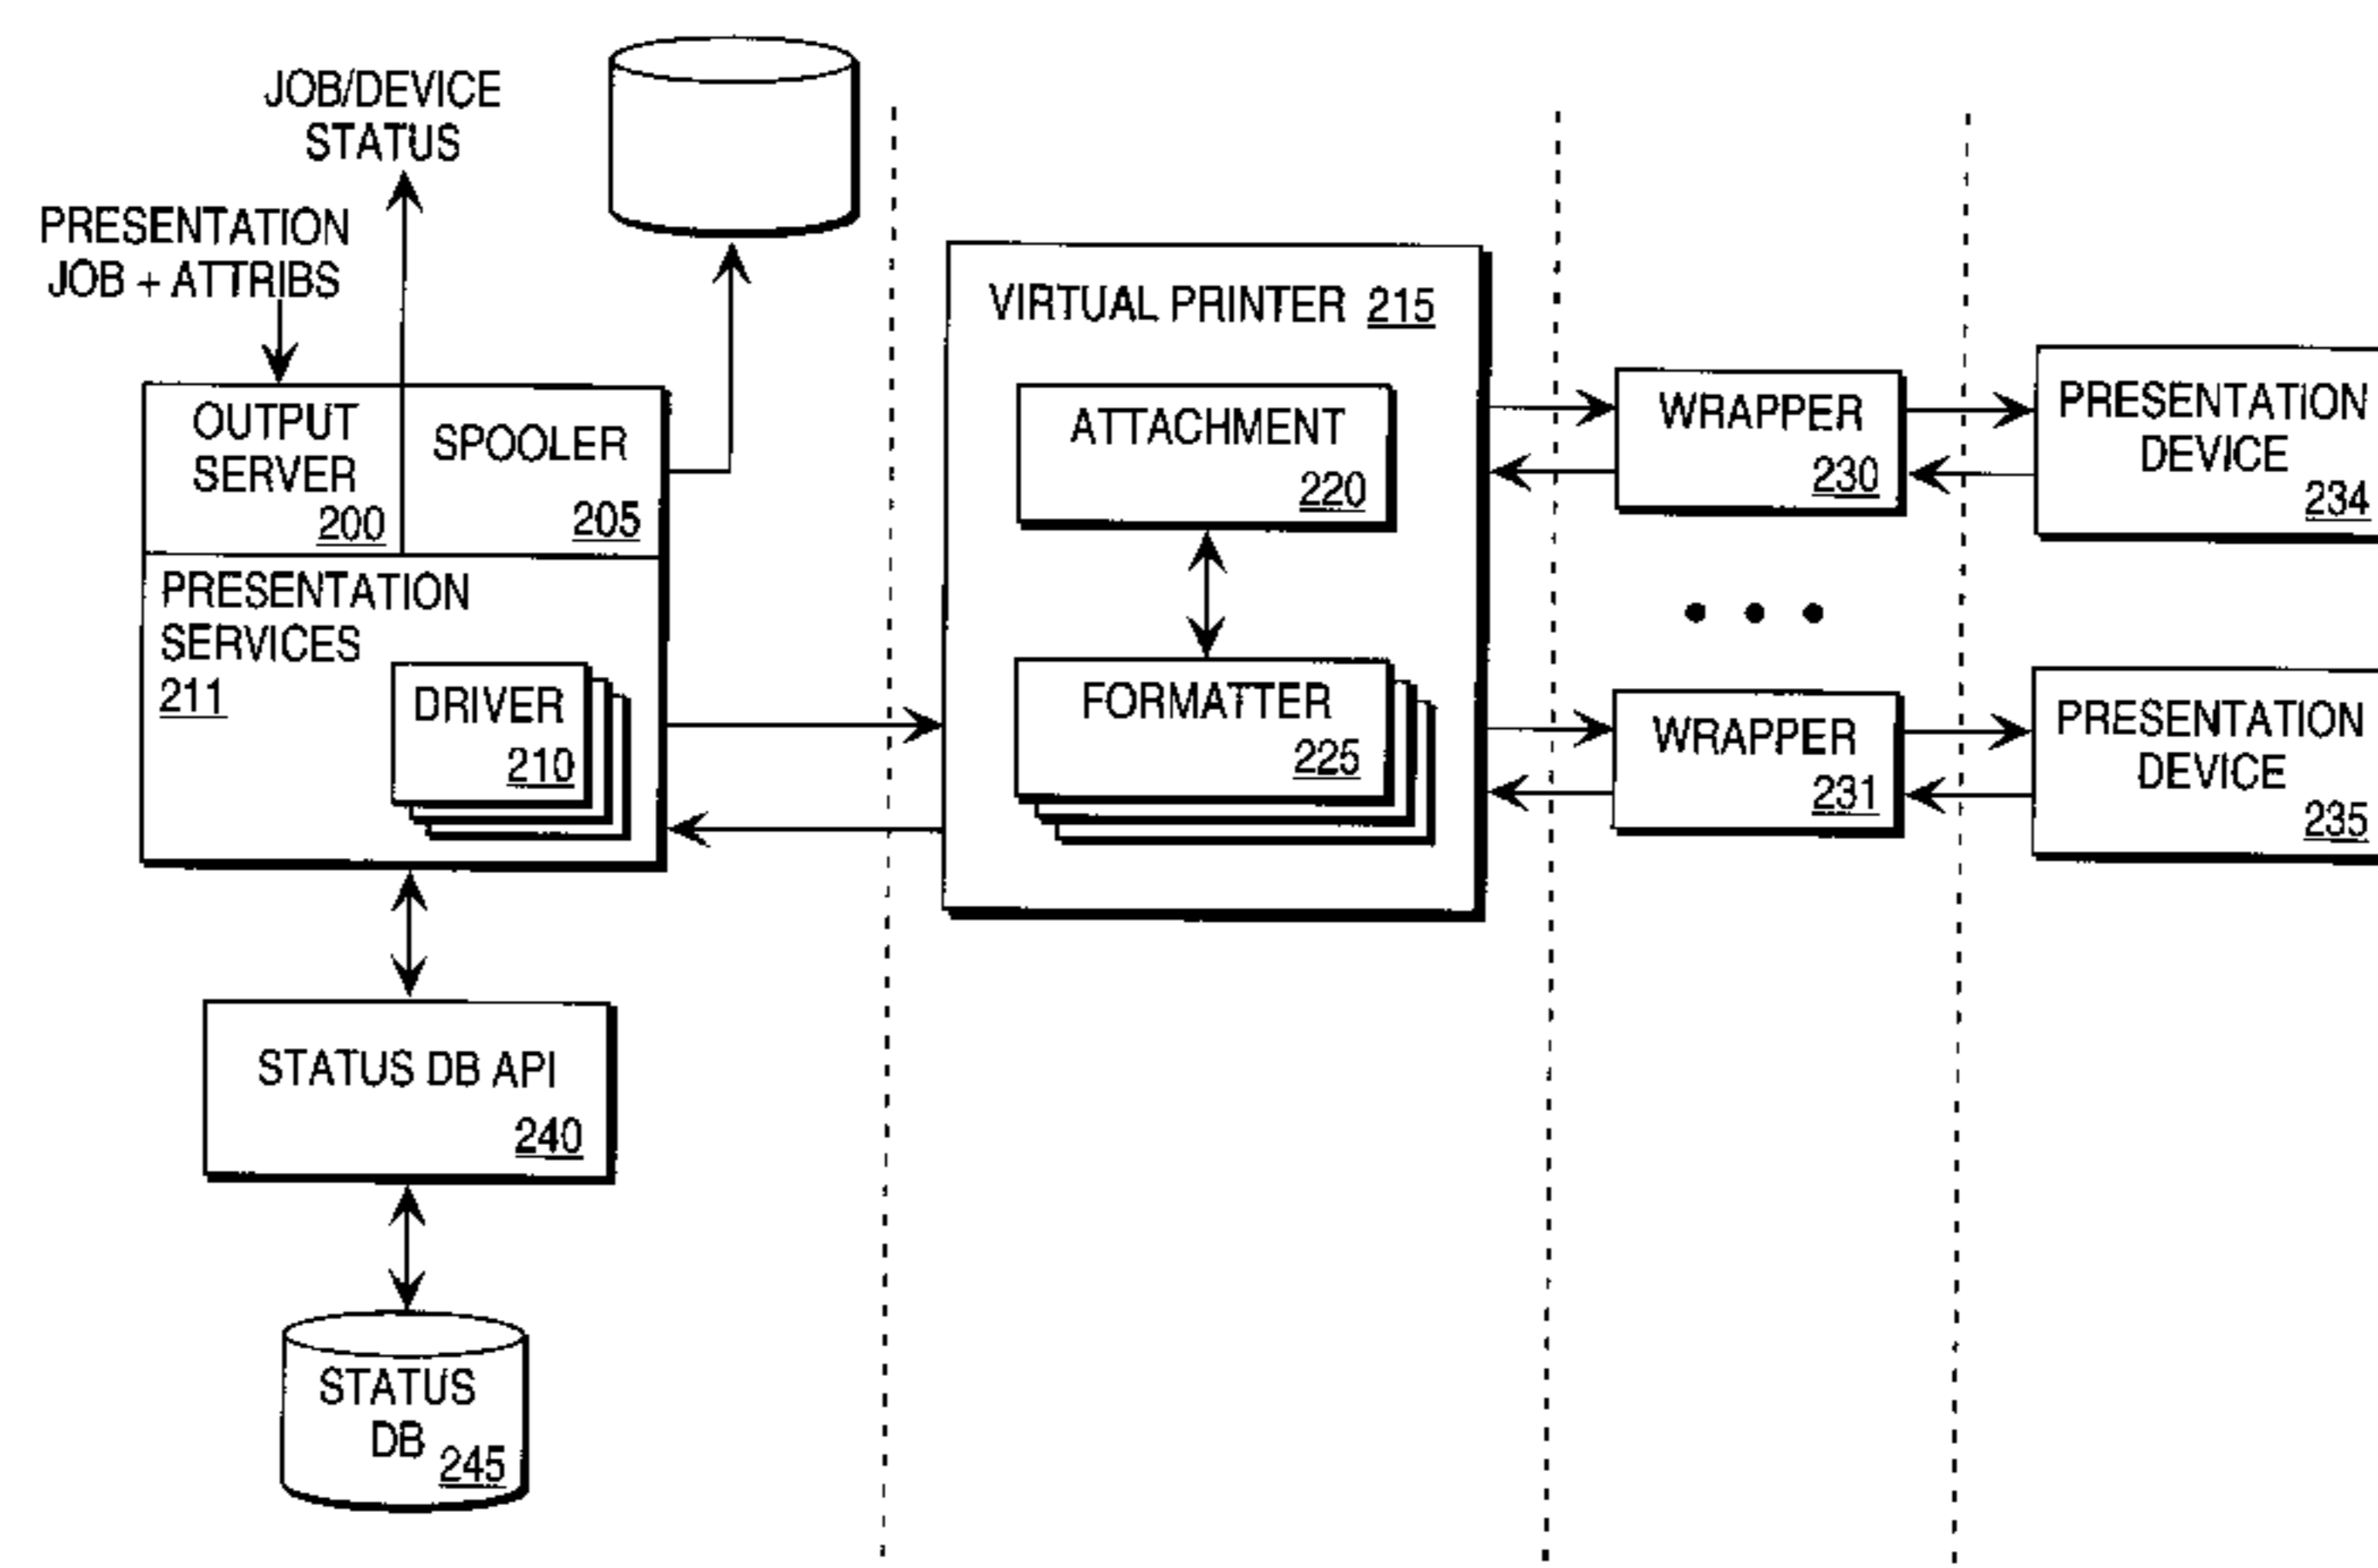 JOB/DEVICE
STATUS
PRESENTATION
JOB + ATTRIBS
OUTPUT
SERVER
200
SPOOLER
205
PRESENTATION
SERVICES
211
DRIVER
210
VIRTUAL PRINTER 215
ATTACHMENT
220
FORMATTER
225
WRAPPER
230
PRESENTATION
DEVICE
234
WRAPPER
231
PRESENTATION
DEVICE
235
STATUS DB API
240
STATUS
DB
245